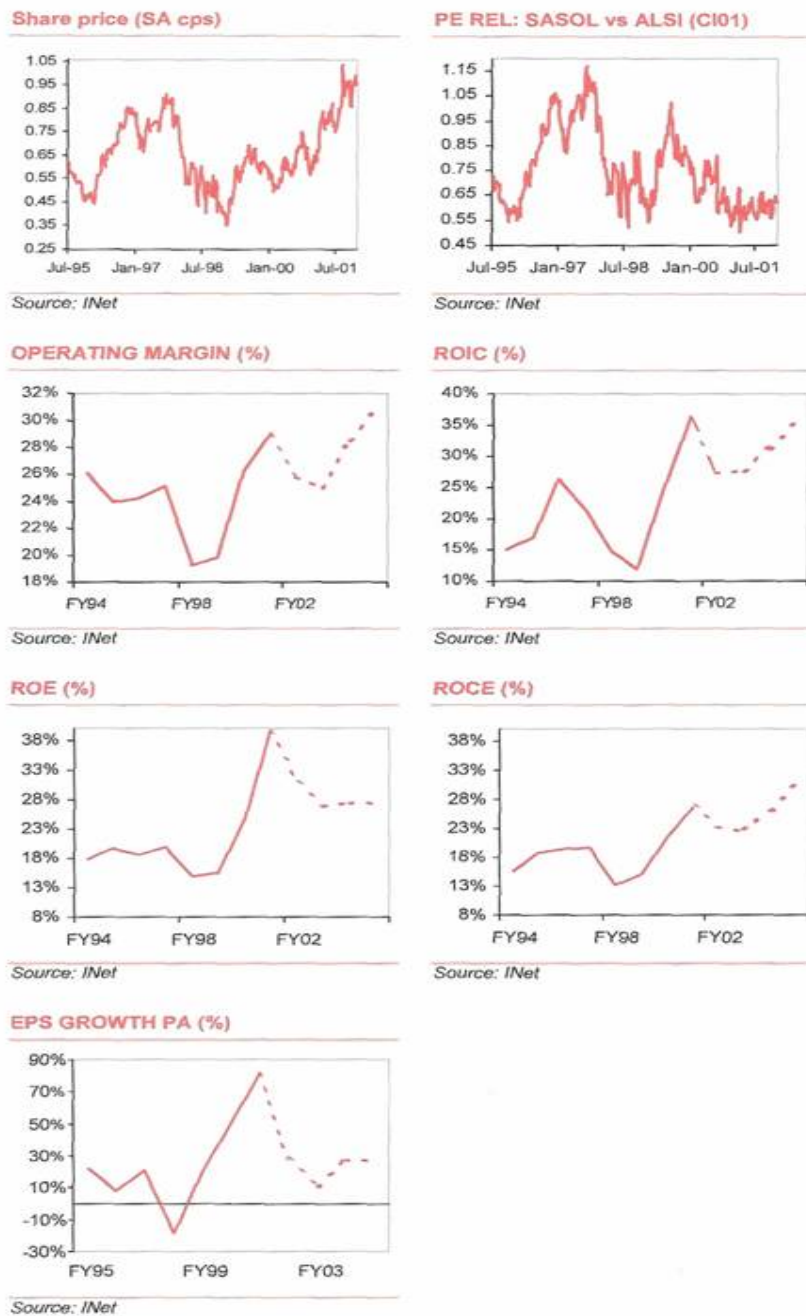 Share price (SA cps)
1.05
0.95
0.85
0.75
0.65
0.55
0.45
0.35
0.25
Jul-95 Jan-97 Jul-98 Jan-00 Jul-01
Source: INet
PE REL: SASOL vs ALSI (CI01)
1.15
1.05
0.95
0.85
0.75
0.65
0.55
0.45
Jul-95 Jan-97 Jul-98 Jan-00 Jul-01
Source: INet
OPERATING MARGIN (%)
32%
30%
28%
26%
24%
22%
20%
18%
FY94 FY98 FY02
Source: INet
ROIC (%)
40%
35%
30%
25%
20%
15%
10%
FY94 FY98 FY02
Source: INet
ROE (%)
38%
33%
28%
23%
18%
13%
8%
FY94 FY98 FY02
Source: INet
ROCE (%)
38%
33%
28%
23%
18%
13%
8%
FY94 FY98 FY02
Source: INet
EPS GROWTH PA (%)
90%
70%
50%
30%
10%
-10%
-30%
FY95 FY99 FY03
Source: INet